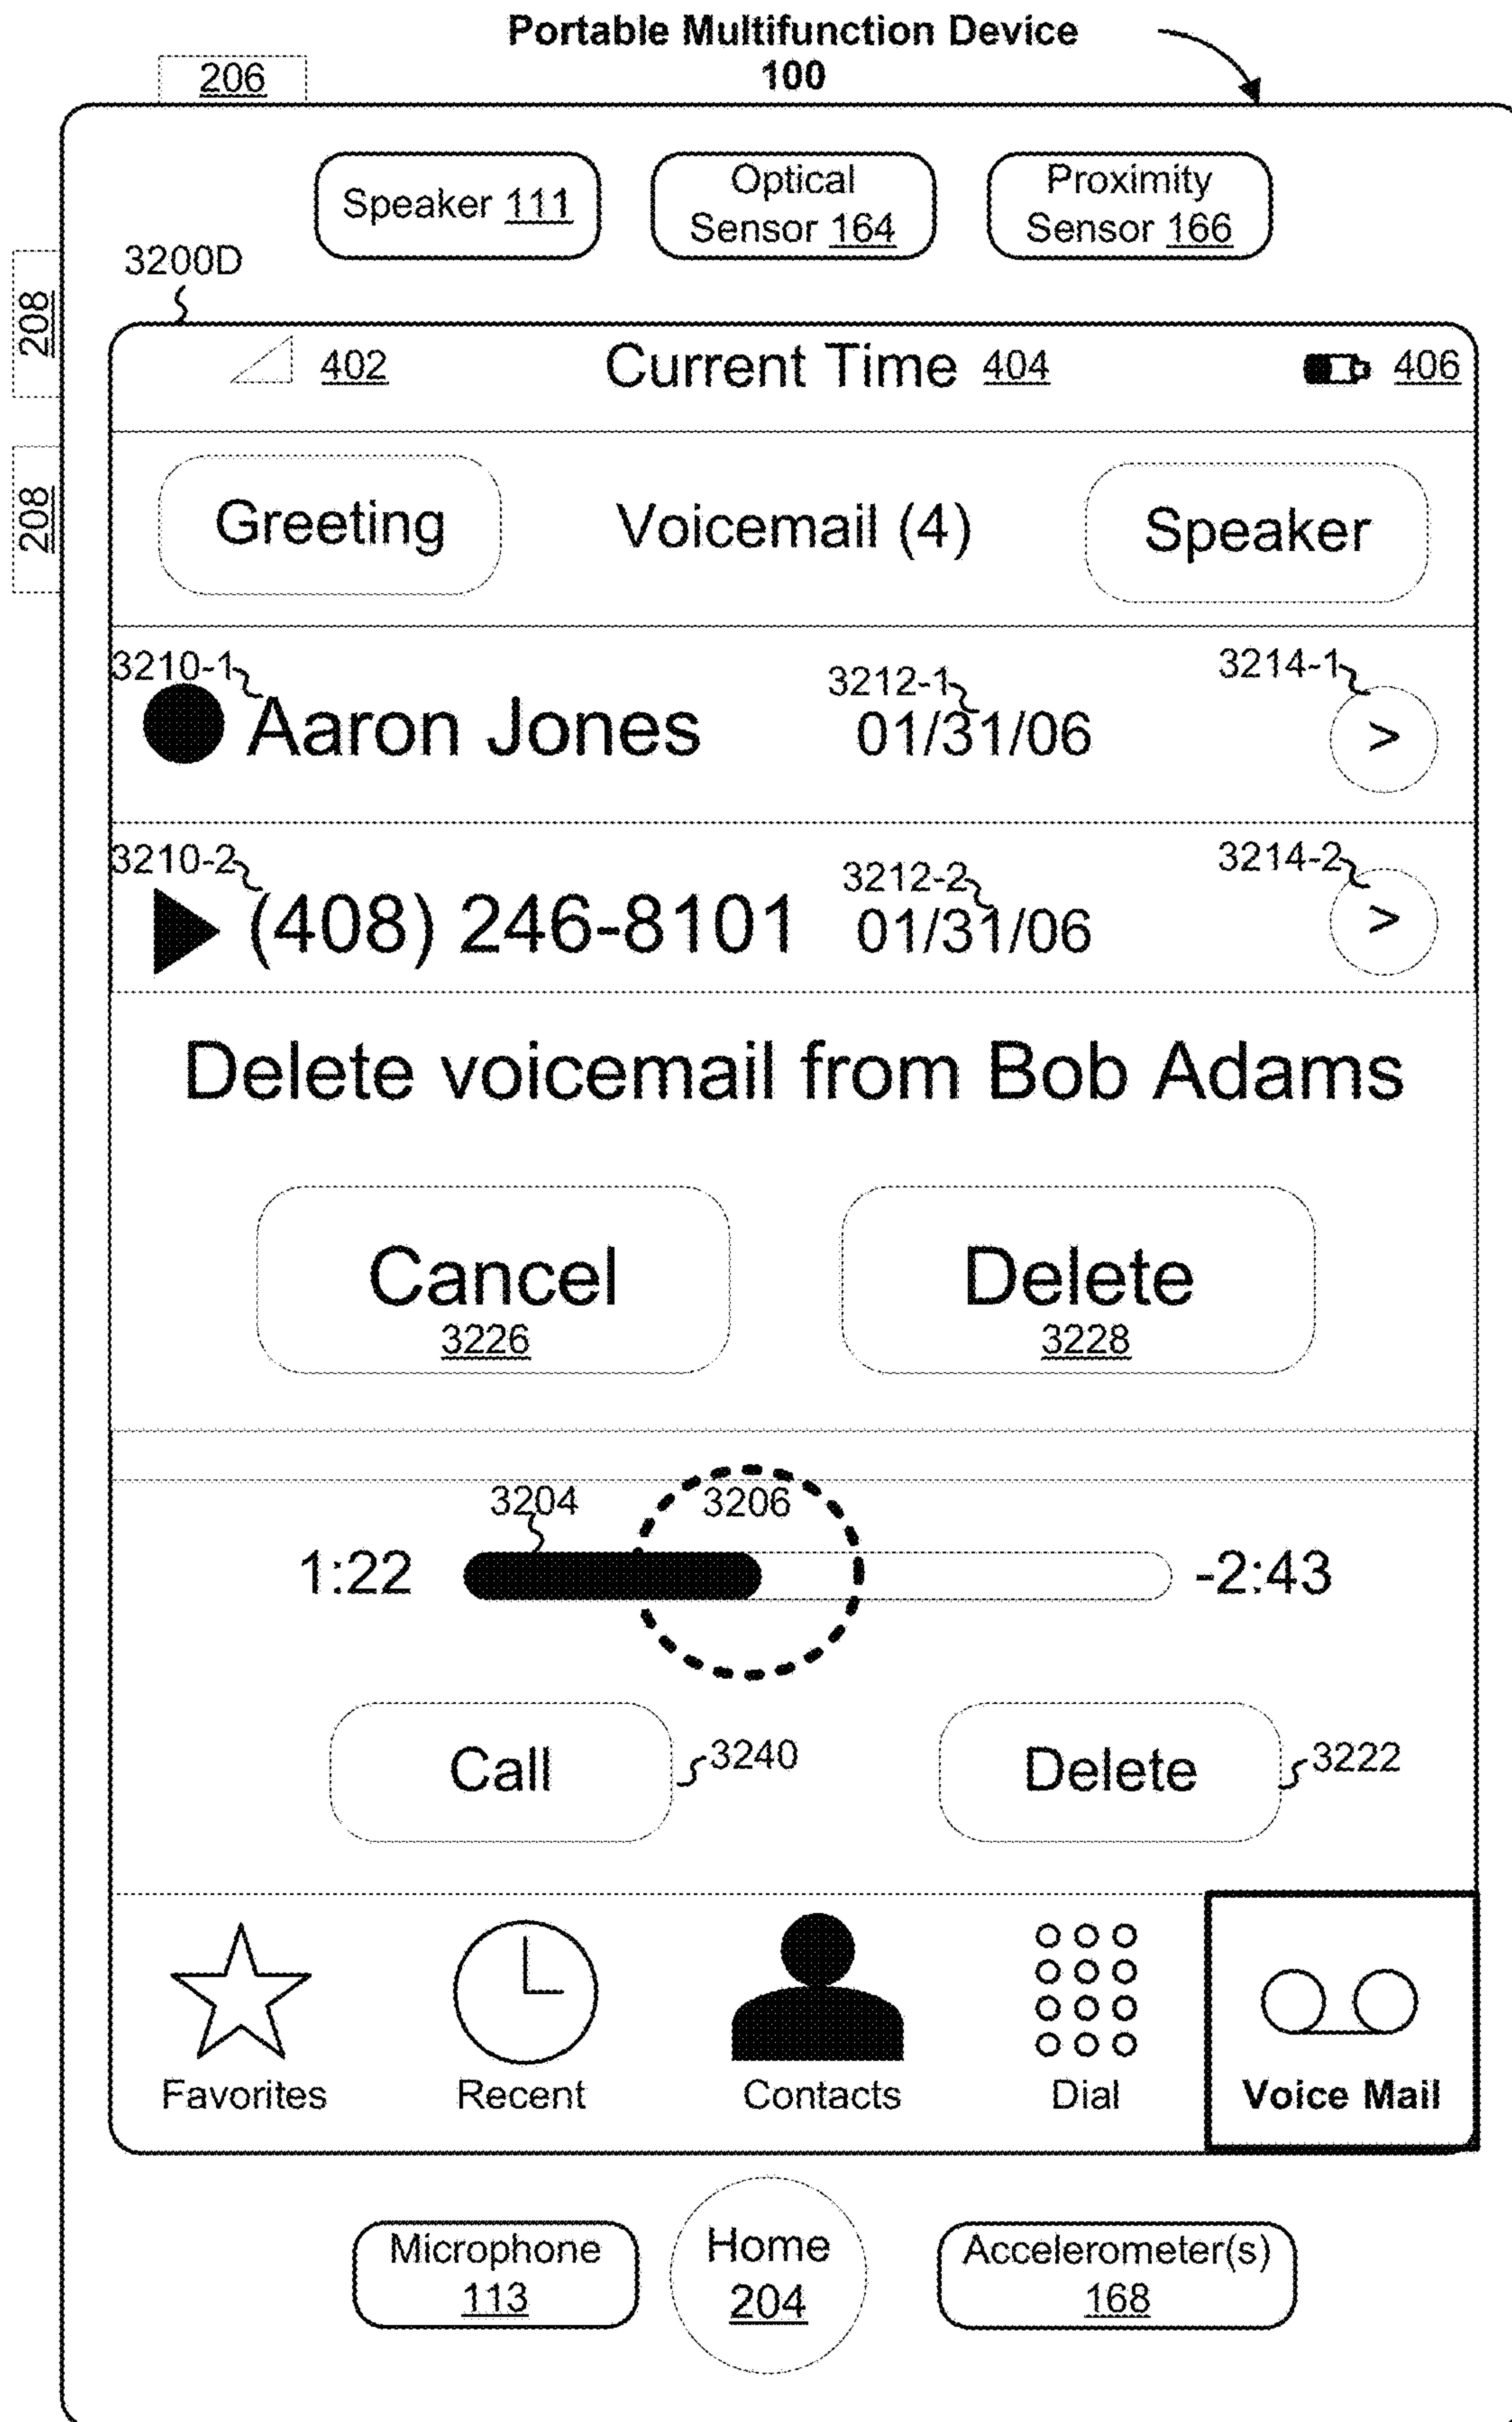 Portable Multifunction Device
100
206
Speaker 111
Optical
Sensor 164
Proximity
Sensor 166
3200D
208
402
Current Time 404
406
208
Greeting
Voicemail (4)
Speaker
3210-1
3212-1
3214-1
Aaron Jones
01/31/06
>
3210-2
3212-2
3214-2
(408) 246-8101
01/31/06
>
Delete voicemail from Bob Adams
Cancel
3226
Delete
3228
3204
3206
1:22
-2:43
Call
3240
Delete
3222
Favorites
Recent
Contacts
Dial
Voice Mail
Microphone
113
Home
204
Accelerometer(s)
168